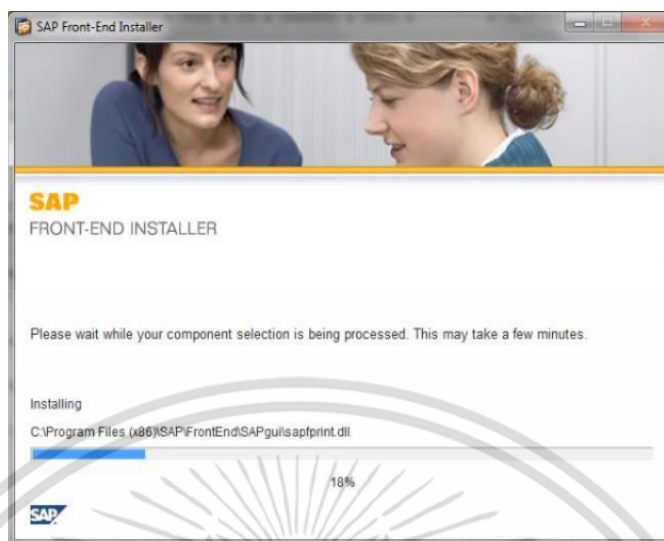 SAP Front-End Installer
SAP
FRONT-END INSTALLER
Please wait while your component selection is being processed. This may take a few minutes.
Installing
C:\Program Files (x86)\SAP\FrontEnd\SAPgui\sapfprint.dll
18%
SAP